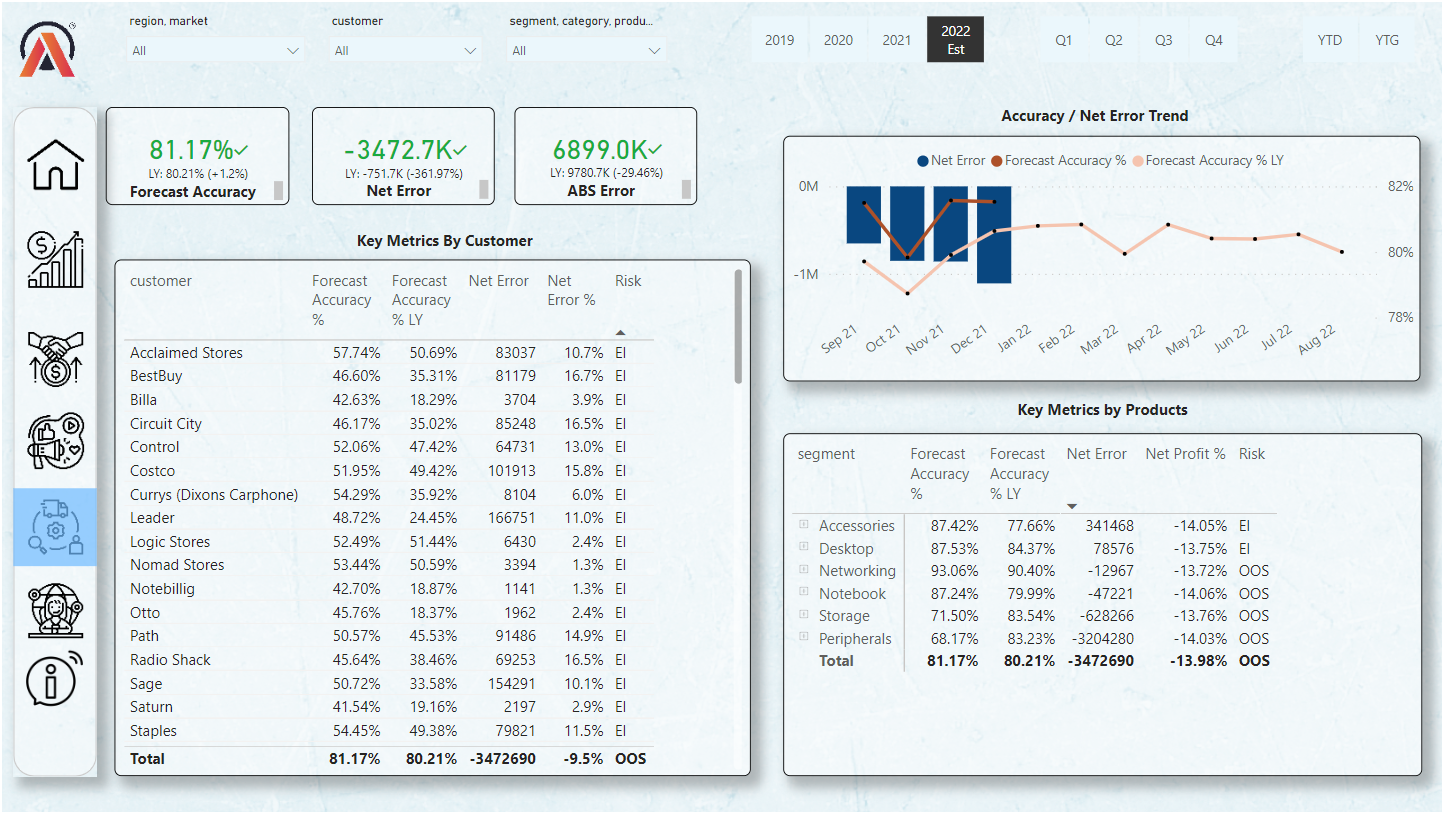 region, market
customer
segment, category, produ...
All
All
All
2019
2020
2021
2022
Est
Q1
Q2
Q3
Q4
YTD
YTG
81.17%
LY: 80.21% (+1.2%)
Forecast Accuracy
-3472.7K
LY: -751.7K (-361.97%)
Net Error
6899.0K
LY: 9780.7K (-29.46%)
ABS Error
Key Metrics By Customer
customer Forecast Accuracy % Forecast Accuracy % LY Net Error Net Error % Risk
Acclaimed Stores 57.74% 50.69% 83037 10.7% EI
BestBuy 46.60% 35.31% 81179 16.7% EI
Billa 42.63% 18.29% 3704 3.9% EI
Circuit City 46.17% 35.02% 85248 16.5% EI
Control 52.06% 47.42% 64731 13.0% EI
Costco 51.95% 49.42% 101913 15.8% EI
Currys (Dixons Carphone) 54.29% 35.92% 8104 6.0% EI
Leader 48.72% 24.45% 166751 11.0% EI
Logic Stores 52.49% 51.44% 6430 2.4% EI
Nomad Stores 53.44% 50.59% 3394 1.3% EI
Notebillig 42.70% 18.87% 1141 1.3% EI
Otto 45.76% 18.37% 1962 2.4% EI
Path 50.57% 45.53% 91486 14.9% EI
Radio Shack 45.64% 38.46% 69253 16.5% EI
Sage 50.72% 33.58% 154291 10.1% EI
Saturn 41.54% 19.16% 2197 2.9% EI
Staples 54.45% 49.38% 79821 11.5% EI
Total 81.17% 80.21% -3472690 -9.5% OOS
Accuracy / Net Error Trend
Net Error Forecast Accuracy % Forecast Accuracy % LY
0M
-1M
82%
80%
78%
Sep 21
Oct 21
Nov 21
Dec 21
Jan 22
Feb 22
Mar 22
Apr 22
May 22
Jun 22
Jul 22
Aug 22
Key Metrics by Products
segment Forecast Accuracy % Forecast Accuracy % LY Net Error Net Profit % Risk
Accessories 87.42% 77.66% 341468 -14.05% EI
Desktop 87.53% 84.37% 78576 -13.75% EI
Networking 93.06% 90.40% -12967 -13.72% OOS
Notebook 87.24% 79.99% -47221 -14.06% OOS
Storage 71.50% 83.54% -628266 -13.76% OOS
Peripherals 68.17% 83.23% -3204280 -14.03% OOS
Total 81.17% 80.21% -3472690 -13.98% OOS